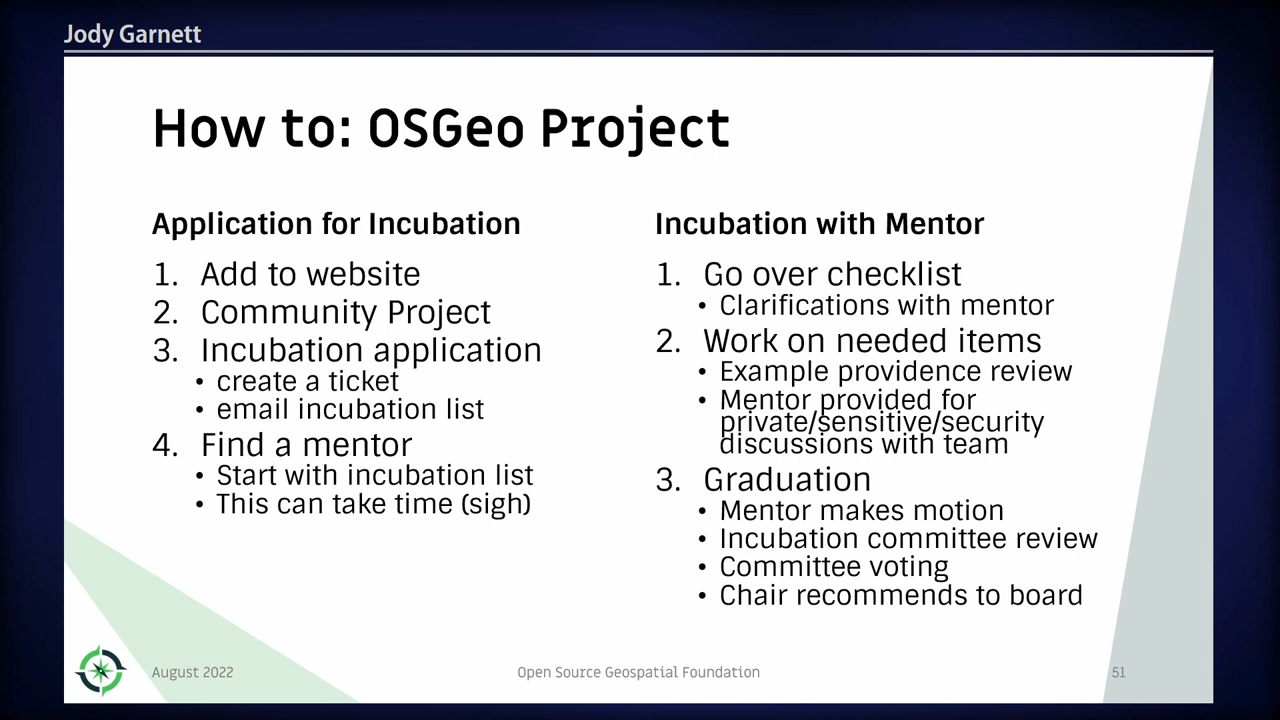 Jody Garnett
How to: OSGeo Project
Application for Incubation
1. Add to website
2. Community Project
3. Incubation application
• create a ticket
• email incubation list
4. Find a mentor
• Start with incubation list
• This can take time (sigh)
Incubation with Mentor
1. Go over checklist
• Clarifications with mentor
2. Work on needed items
• Example providence review
• Mentor provided for
private/sensitive/security
discussions with team
3. Graduation
• Mentor makes motion
• Incubation committee review
• Committee voting
• Chair recommends to board
August 2022
Open Source Geospatial Foundation
51